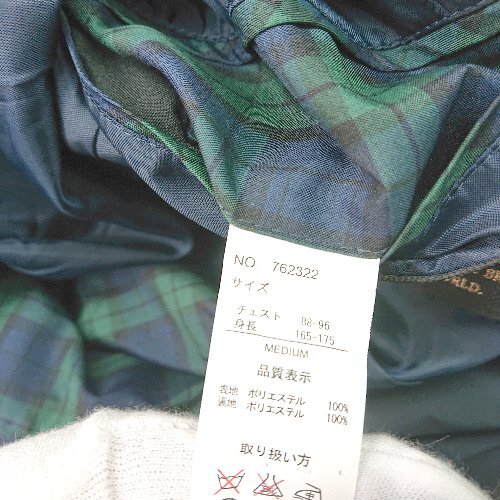 NO 762322
サイズ
チェスト 88-96
身長 165-175
MEDIUM
品質表示
表地 ポリエステル 100%
裏地 ポリエステル 100%
取り扱い方